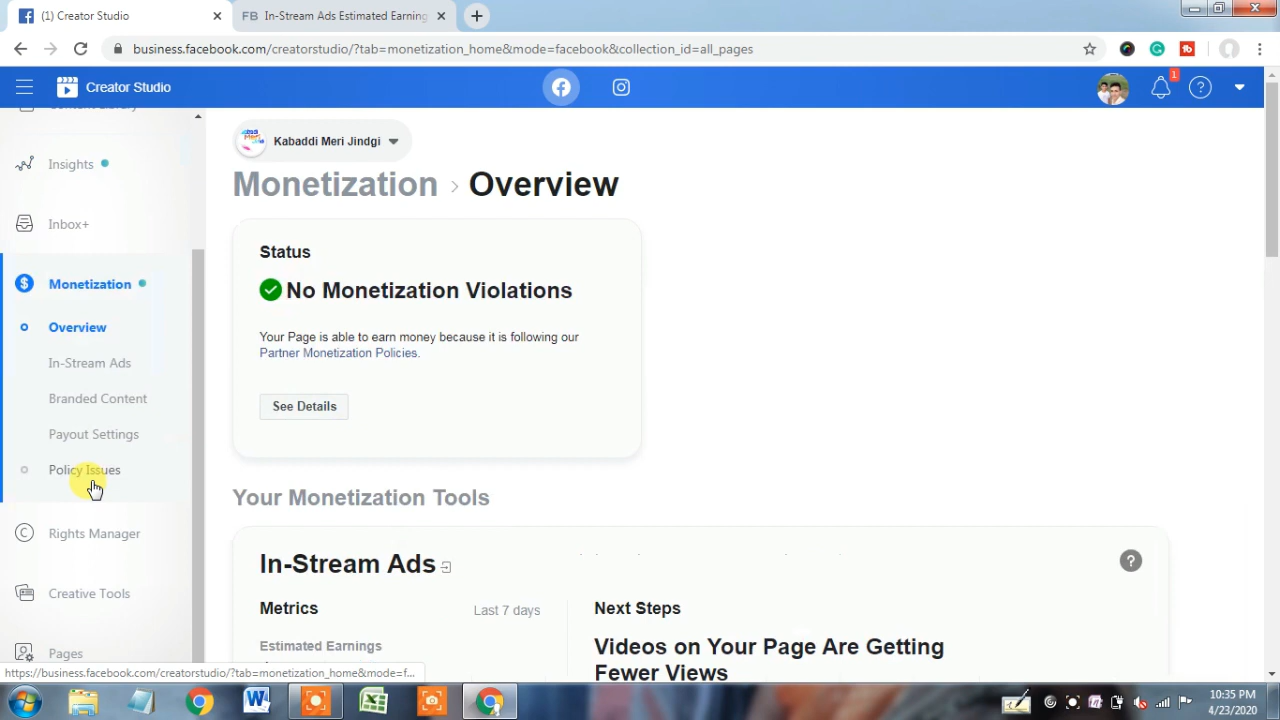 (1) Creator Studio
FB In-Stream Ads Estimated Earning
business.facebook.com/creatorstudio/?tab=monetization_home&mode=facebook&collection_id=all_pages
Creator Studio
1
Content Library
Insights
Inbox+
Monetization
Overview
In-Stream Ads
Branded Content
Payout Settings
Policy Issues
Rights Manager
Creative Tools
Pages
Kabaddi Meri Jindgi
Monetization › Overview
Status
No Monetization Violations
Your Page is able to earn money because it is following our
Partner Monetization Policies.
See Details
Your Monetization Tools
In-Stream Ads
Metrics
Last 7 days
Estimated Earnings
Next Steps
Videos on Your Page Are Getting
Fewer Views
https://business.facebook.com/creatorstudio/?tab=monetization_home&mode=f...
10:35 PM
4/23/2020